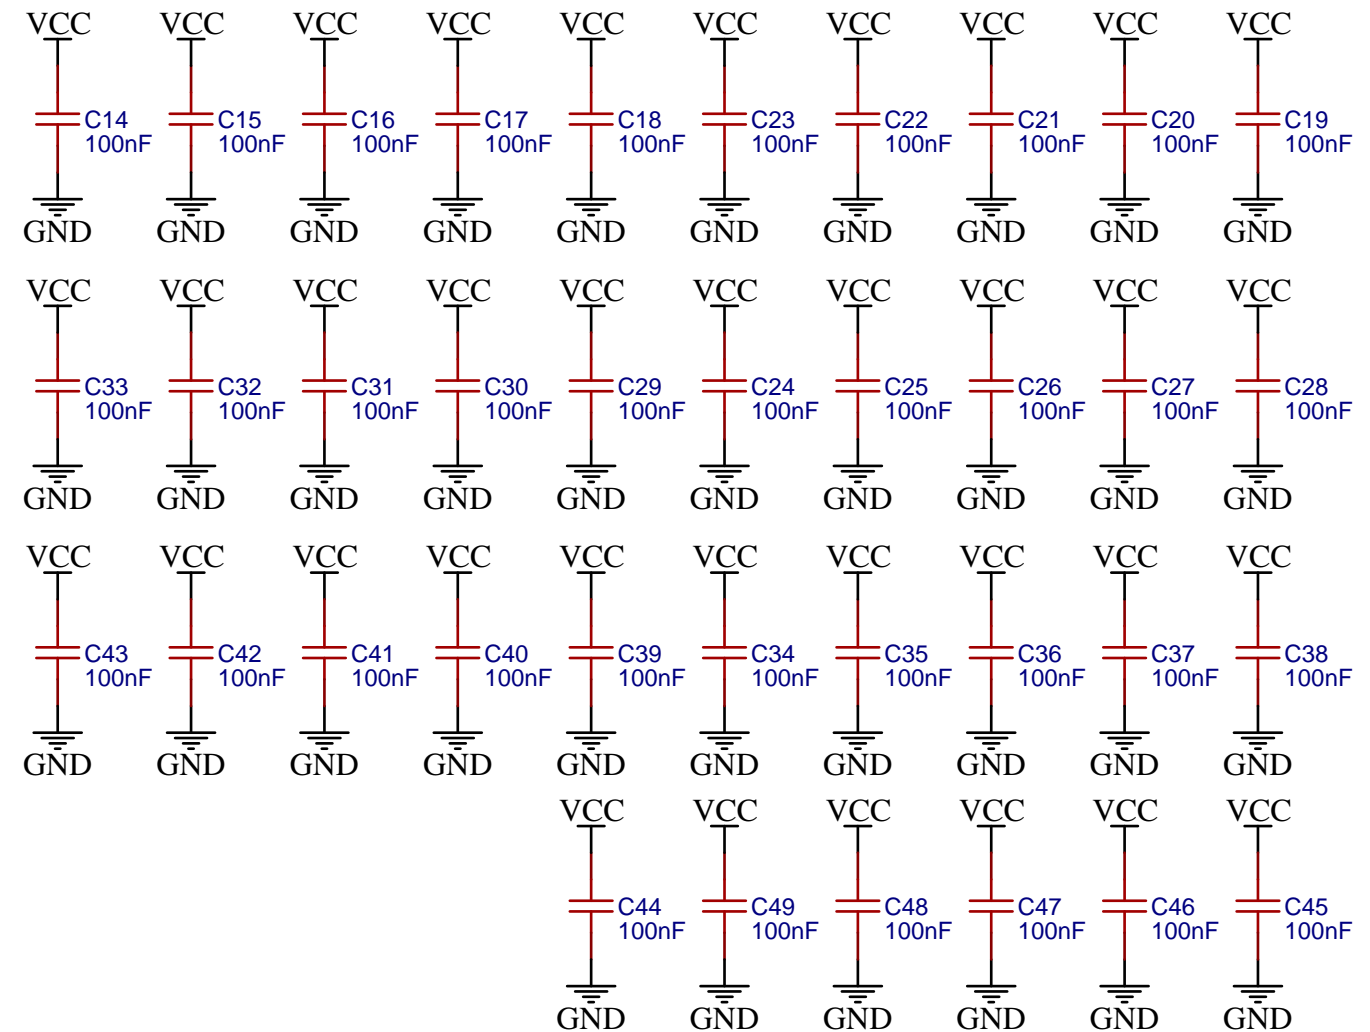 VCC VCC VCC VCC VCC VCC VCC VCC VCC VCC
C14 C15 C16 C17 C18 C23 C22 C21 C20 C19
100nF 100nF 100nF 100nF 100nF 100nF 100nF 100nF 100nF 100nF
GND GND GND GND GND GND GND GND GND GND
VCC VCC VCC VCC VCC VCC VCC VCC VCC VCC
C33 C32 C31 C30 C29 C24 C25 C26 C27 C28
100nF 100nF 100nF 100nF 100nF 100nF 100nF 100nF 100nF 100nF
GND GND GND GND GND GND GND GND GND GND
VCC VCC VCC VCC VCC VCC VCC VCC VCC VCC
C43 C42 C41 C40 C39 C34 C35 C36 C37 C38
100nF 100nF 100nF 100nF 100nF 100nF 100nF 100nF 100nF 100nF
GND GND GND GND GND GND GND GND GND GND
VCC VCC VCC VCC VCC VCC
C44 C49 C48 C47 C46 C45
100nF 100nF 100nF 100nF 100nF 100nF
GND GND GND GND GND GND